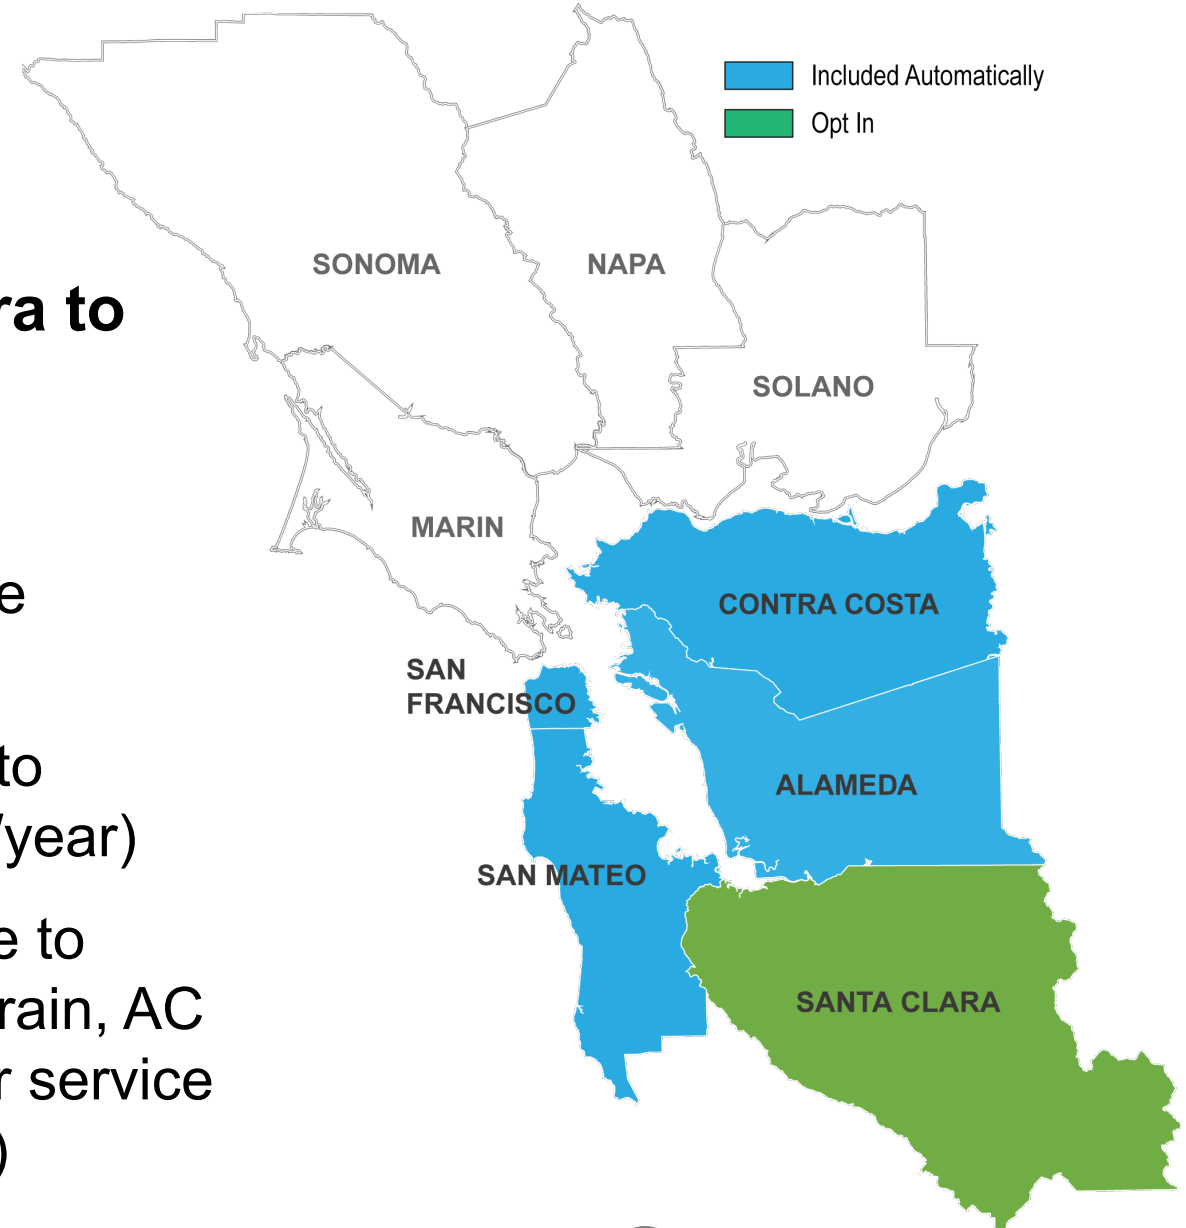 Included Automatically
Opt In
SONOMA
NAPA
ra to
SOLANO
MARIN
e
CONTRA COSTA
SAN
FRANCISCO
to
ALAMEDA
/year)
SAN MATEO
e to
rain, AC
SANTA CLARA
r service
)